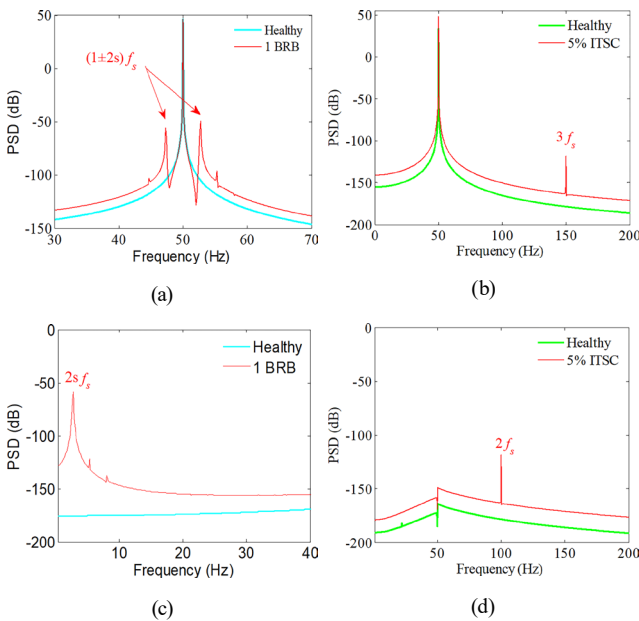 50
0
-50
-100
-150
PSD (dB)
30
40
50
60
70
Frequency (Hz)
Healthy
1 BRB
(1±2s) fs
(a)
50
0
-50
-100
-150
-200
PSD (dB)
0
50
100
150
200
Frequency (Hz)
Healthy
5% ITSC
3 fs
(b)
0
-50
-100
-150
-200
PSD (dB)
10
20
30
40
Frequency (Hz)
Healthy
1 BRB
2s fs
(c)
0
-50
-100
-150
-200
PSD (dB)
0
50
100
150
200
Frequency (Hz)
Healthy
5% ITSC
2 fs
(d)